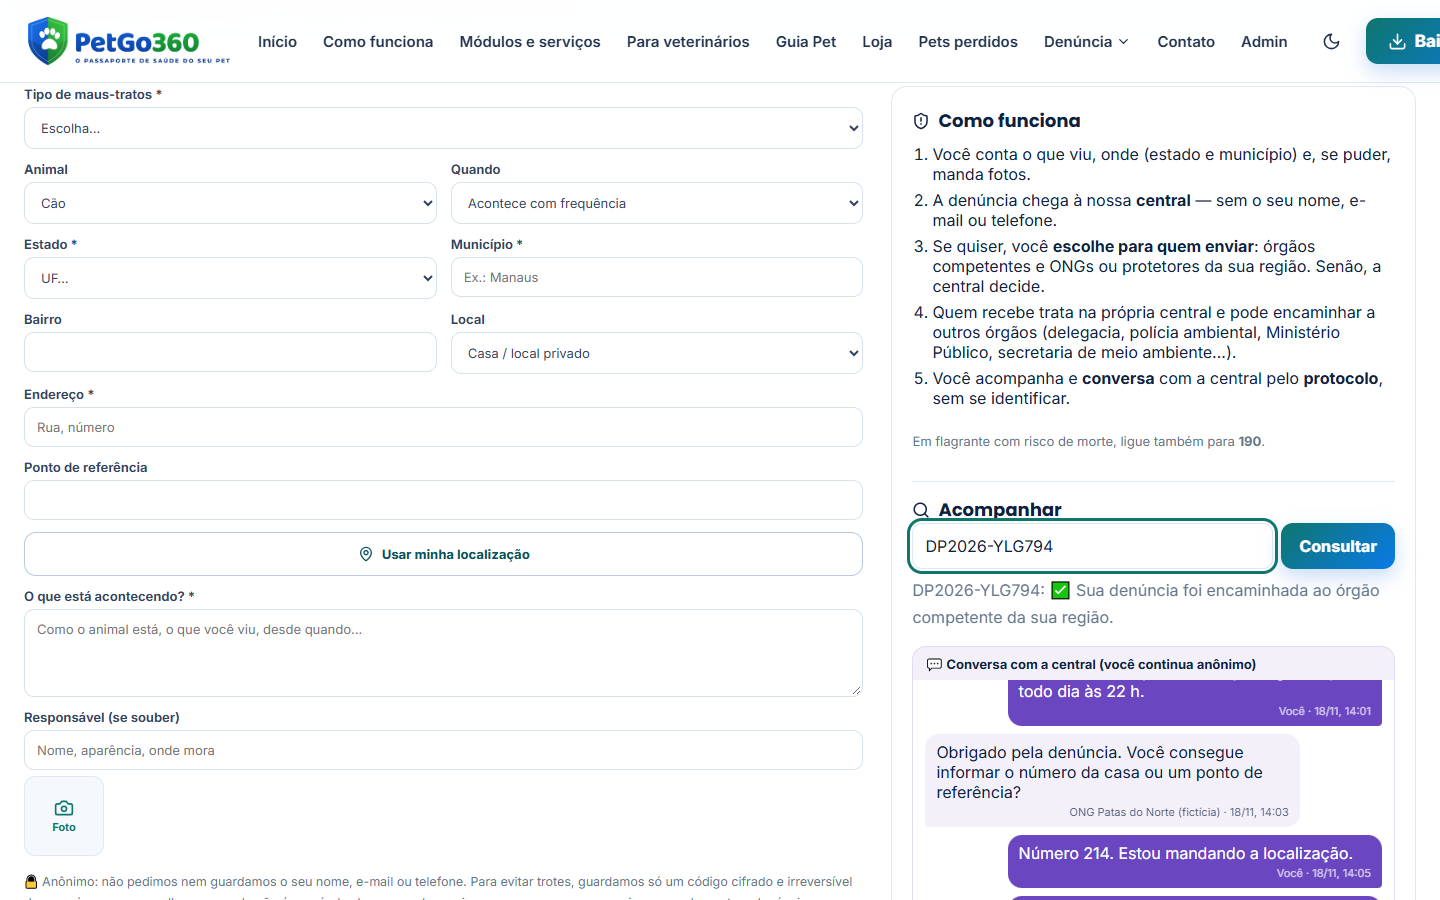 PetGo360
O PASSAPORTE DE SAÚDE DO SEU PET
Início
Como funciona
Módulos e serviços
Para veterinários
Guia Pet
Loja
Pets perdidos
Denúncia
Contato
Admin
Bai
Tipo de maus-tratos *
Escolha...
Animal
Quando
Cão
Acontece com frequência
Estado *
Município *
UF...
Ex.: Manaus
Bairro
Local
Casa / local privado
Endereço *
Rua, número
Ponto de referência
Usar minha localização
O que está acontecendo? *
Como o animal está, o que você viu, desde quando...
Responsável (se souber)
Nome, aparência, onde mora
Foto
Anônimo: não pedimos nem guardamos o seu nome, e-mail ou telefone. Para evitar trotes, guardamos só um código cifrado e irreversível
Como funciona
1. Você conta o que viu, onde (estado e município) e, se puder,
manda fotos.
2. A denúncia chega à nossa central — sem o seu nome, e-
mail ou telefone.
3. Se quiser, você escolhe para quem enviar: órgãos
competentes e ONGs ou protetores da sua região. Senão, a
central decide.
4. Quem recebe trata na própria central e pode encaminhar a
outros órgãos (delegacia, polícia ambiental, Ministério
Público, secretaria de meio ambiente...).
5. Você acompanha e conversa com a central pelo protocolo,
sem se identificar.
Em flagrante com risco de morte, ligue também para 190.
Acompanhar
DP2026-YLG794
Consultar
DP2026-YLG794: ✅ Sua denúncia foi encaminhada ao órgão
competente da sua região.
Conversa com a central (você continua anônimo)
todo dia às 22 h.
Você · 18/11, 14:01
Obrigado pela denúncia. Você consegue
informar o número da casa ou um ponto de
referência?
ONG Patas do Norte (fictícia) · 18/11, 14:03
Número 214. Estou mandando a localização.
Você · 18/11, 14:05